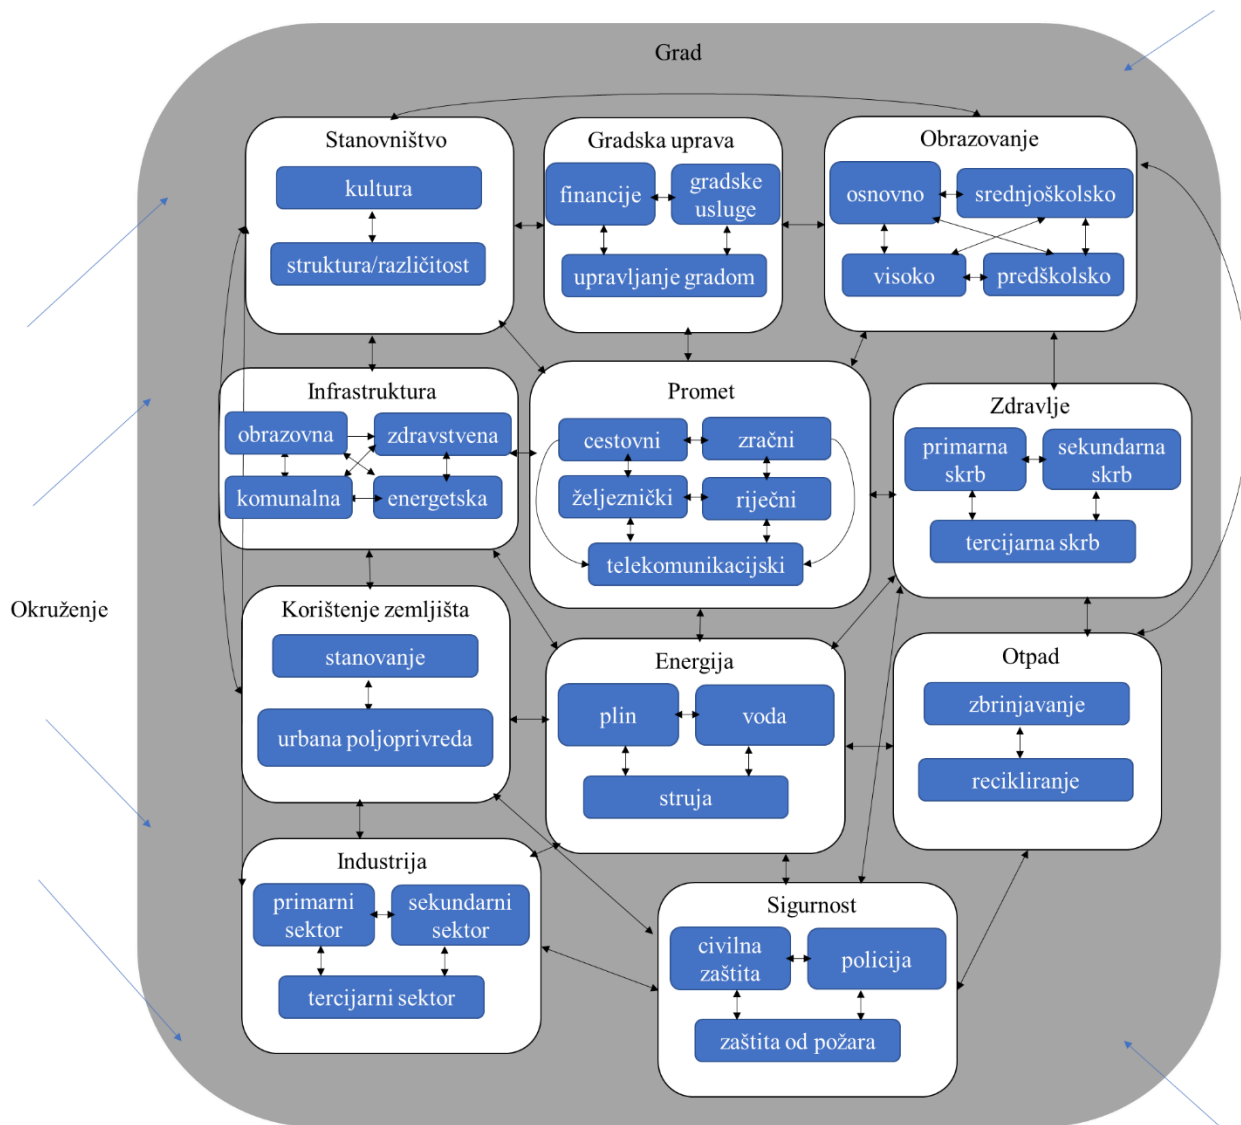 Grad
Stanovništvo
kultura
struktura/različitost
Gradska uprava
financije
gradske
usluge
upravljanje gradom
Obrazovanje
osnovno
srednjoškolsko
visoko
predškolsko
Infrastruktura
obrazovna
zdravstvena
komunalna
energetska
Promet
cestovni
zračni
željeznički
riječni
telekomunikacijski
Zdravlje
primarna
skrb
sekundarna
skrb
tercijarna skrb
Okruženje
Korištenje zemljišta
stanovanje
urbana poljoprivreda
Energija
plin
voda
struja
Otpad
zbrinjavanje
recikliranje
Industrija
primarni
sektor
sekundarni
sektor
tercijarni sektor
Sigurnost
civilna
zaštita
policija
zaštita od požara